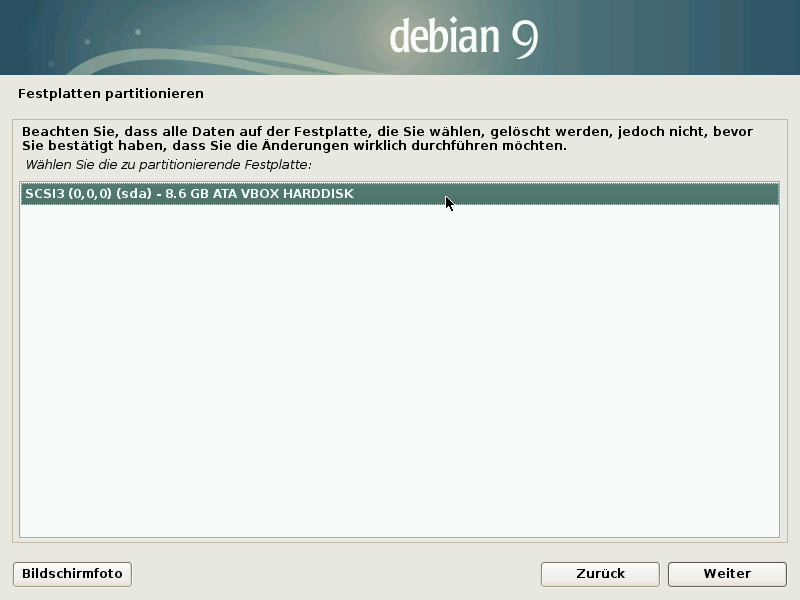 debian 9
Festplatten partitionieren
Beachten Sie, dass alle Daten auf der Festplatte, die Sie wählen, gelöscht werden, jedoch nicht, bevor
Sie bestätigt haben, dass Sie die Änderungen wirklich durchführen möchten.
Wählen Sie die zu partitionierende Festplatte:
SCSI3 (0,0,0) (sda) - 8.6 GB ATA VBOX HARDDISK
Bildschirmfoto
Zurück
Weiter